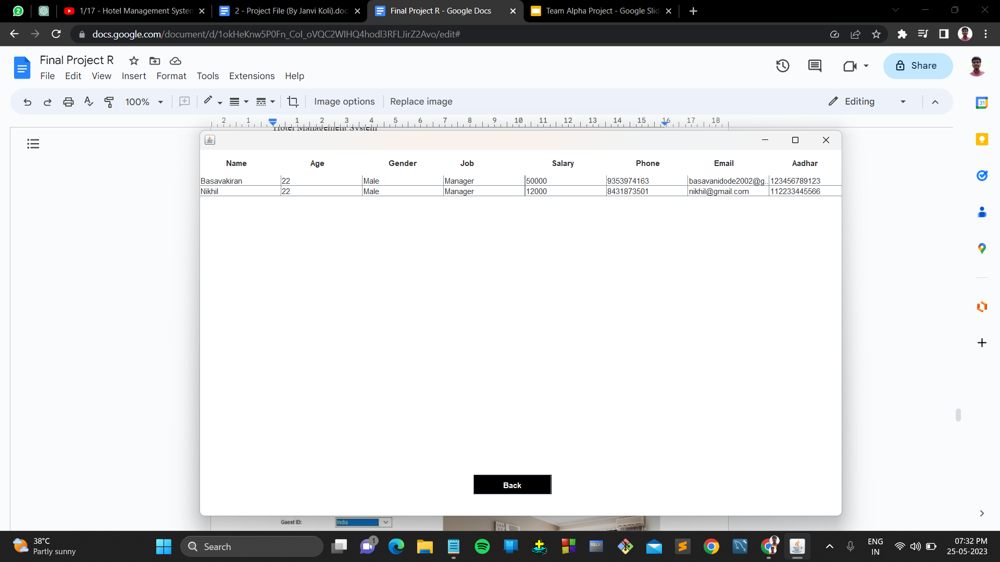 1/17 - Hotel Management System
2 - Project File (By Janvi Koli).doc
Final Project R - Google Docs
Team Alpha Project - Google Slid
docs.google.com/document/d/1okHeKnw5P0Fn_CoI_oVQC2WIHQ4hodl3RFLJirZ2Avo/edit#
Final Project R
File Edit View Insert Format Tools Extensions Help
Share
100%
Image options
Replace image
Editing
2 1 1 2 3 4 5 6 7 8 9 10 11 12 13 14 15 16 17 18
31
Hotel Management System
Name Age Gender Job Salary Phone Email Aadhar
Basavakiran 22 Male Manager 50000 9353974163 basavanidode2002@g... 123456789123
Nikhil 22 Male Manager 12000 8431873501 nikhil@gmail.com 112233445566
Back
Guest ID: India
38°C
Partly sunny
Search
1
SQL>
ENG
IN
07:32 PM
25-05-2023